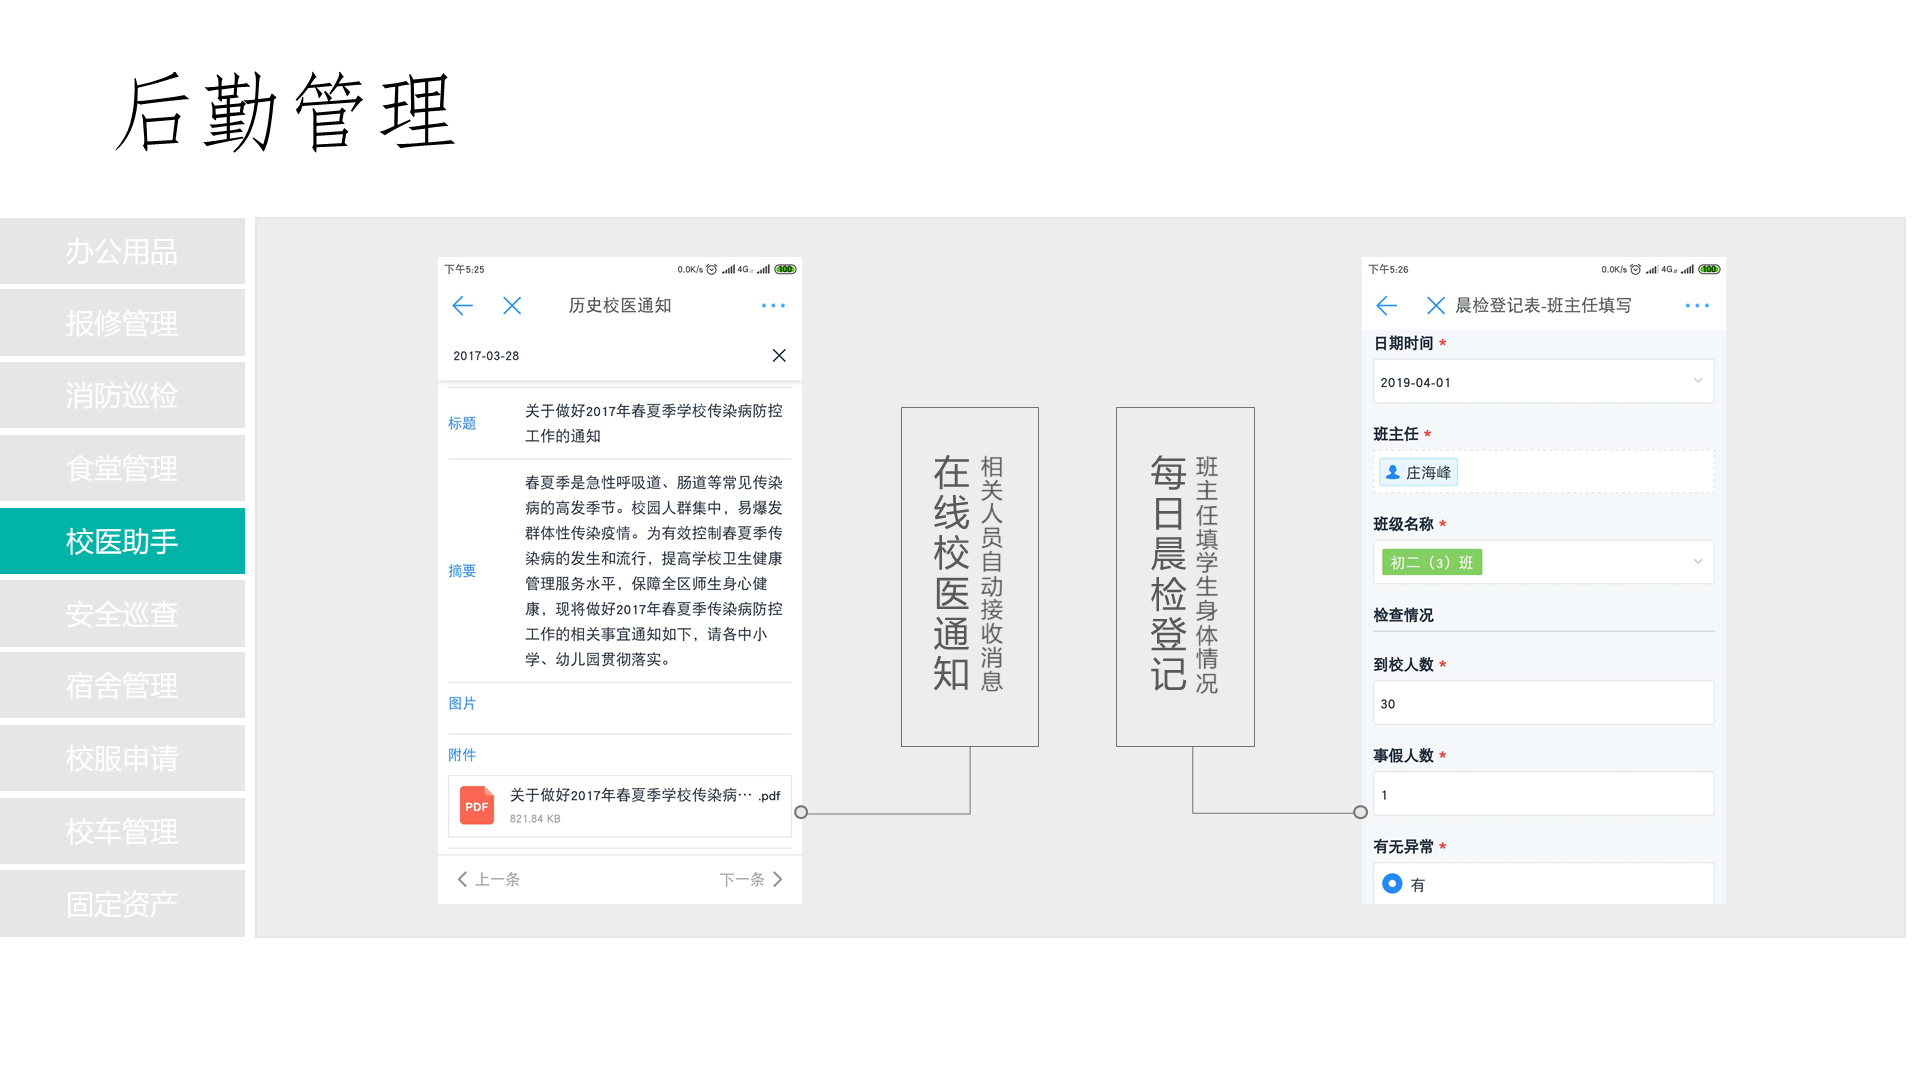 后勤管理
办公用品
报修管理
消防巡检
食堂管理
校医助手
安全巡查
宿舍管理
校服申请
校车管理
固定资产
下午5:25
0.0K/s 4G 100
历史校医通知
2017-03-28
标题
关于做好2017年春夏季学校传染病防控
工作的通知
摘要
春夏季是急性呼吸道、肠道等常见传染
病的高发季节。校园人群集中，易爆发
群体性传染疫情。为有效控制春夏季传
染病的发生和流行，提高学校卫生健康
管理服务水平，保障全区师生身心健
康，现将做好2017年春夏季传染病防控
工作的相关事宜通知如下，请各中小
学、幼儿园贯彻落实。
图片
附件
PDF
关于做好2017年春夏季学校传染病… .pdf
821.84 KB
上一条
下一条
在线校医通知
相关人员自动接收消息
每日晨检登记
班主任填学生身体情况
下午5:26
0.0K/s 4G 100
晨检登记表-班主任填写
日期时间 *
2019-04-01
班主任 *
庄海峰
班级名称 *
初二（3）班
检查情况
到校人数 *
30
事假人数 *
1
有无异常 *
有